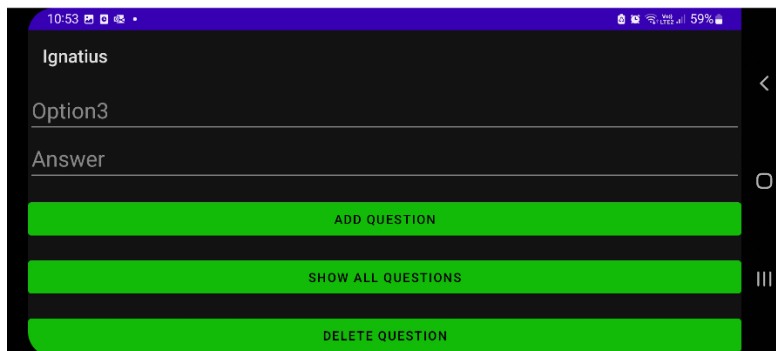 10:53 59%
Ignatius
Option3
Answer
ADD QUESTION
SHOW ALL QUESTIONS
DELETE QUESTION